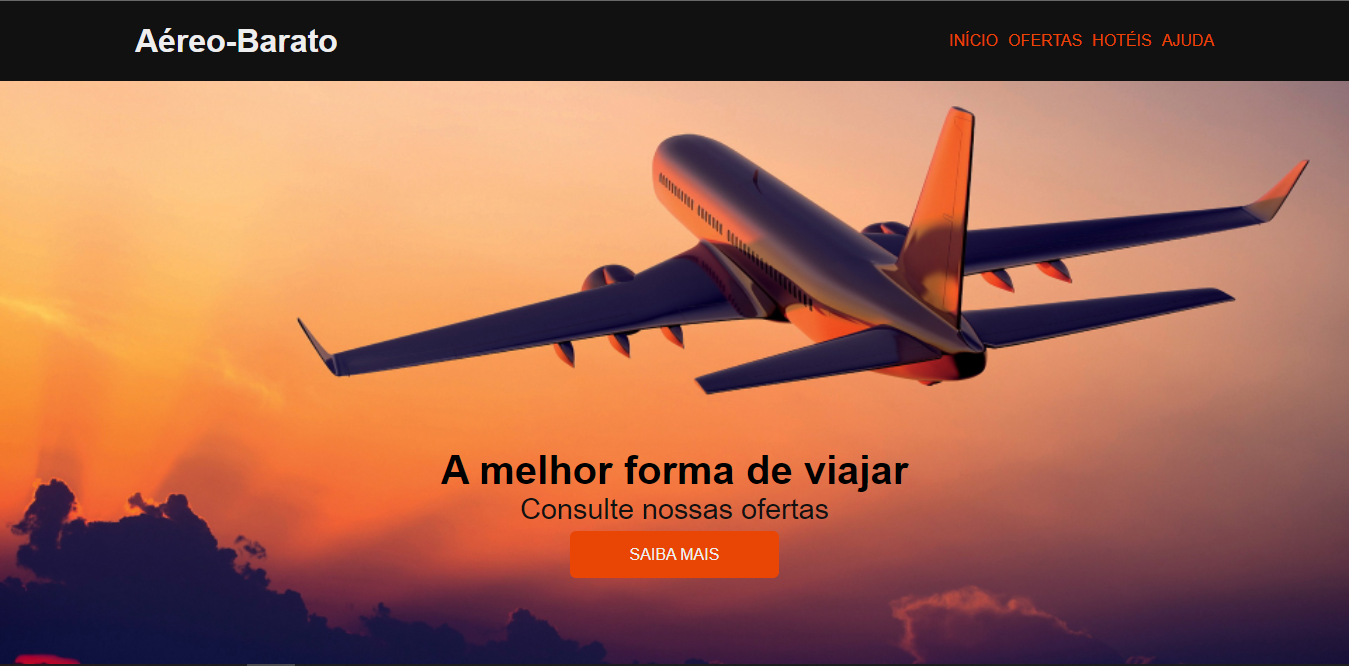 Aéreo-Barato
INÍCIO OFERTAS HOTÉIS AJUDA
A melhor forma de viajar
Consulte nossas ofertas
SAIBA MAIS